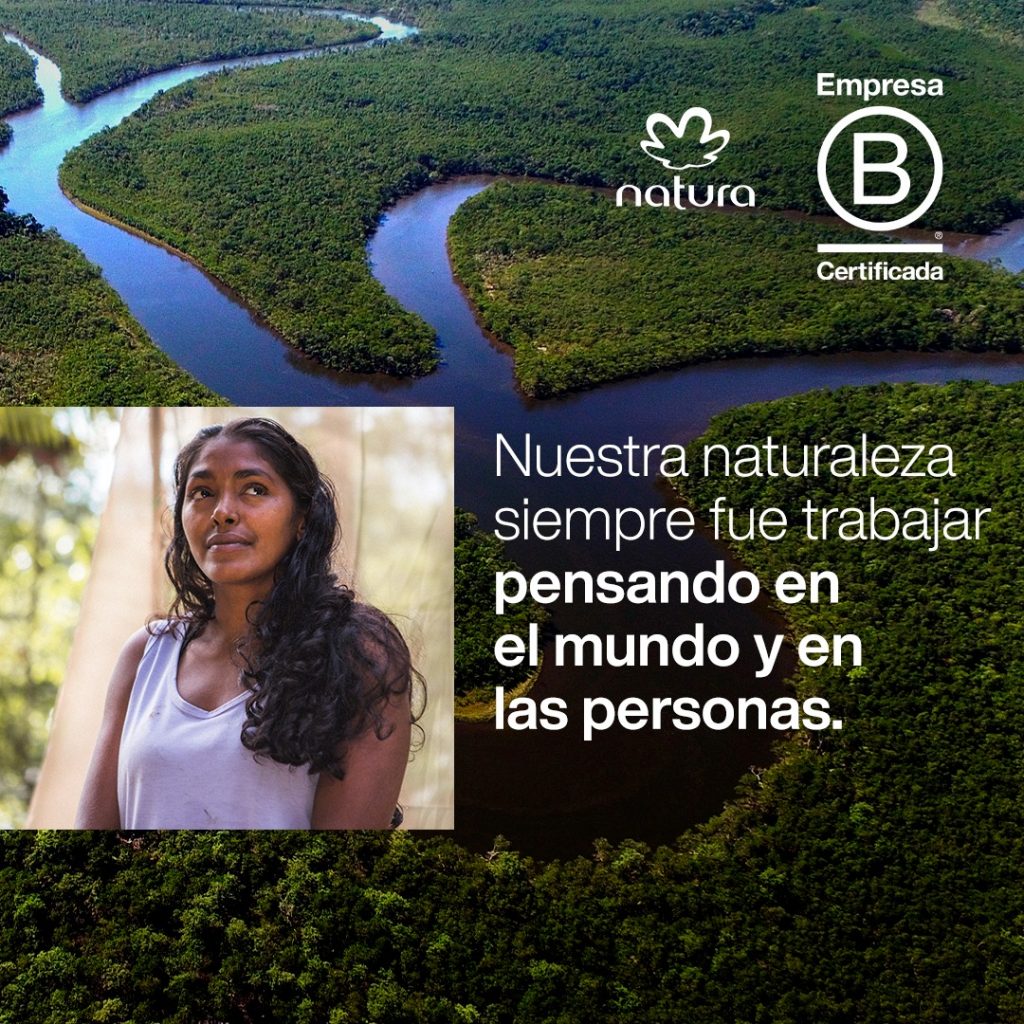 Empresa
natura
B
®
Certificada
Nuestra naturaleza
siempre fue trabajar
pensando en
el mundo y en
las personas.